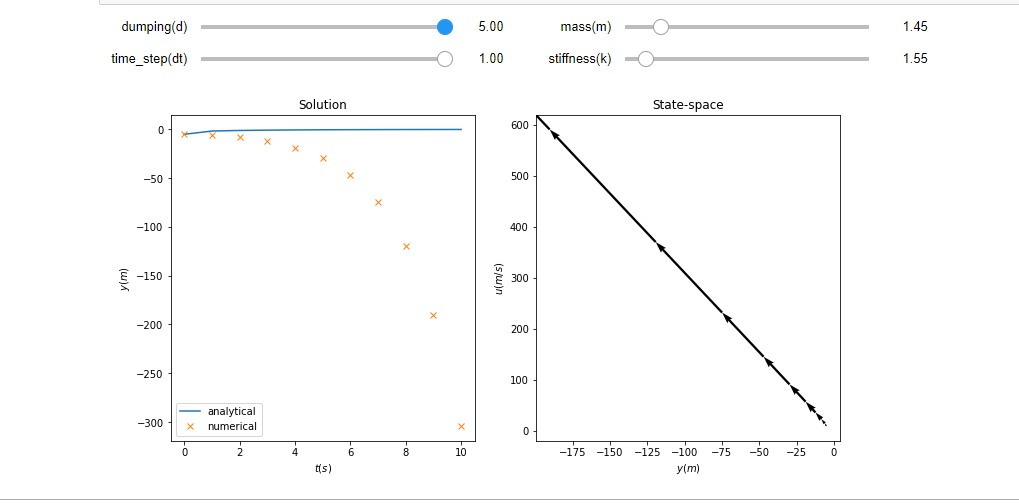 dumping(d) 5.00 mass(m) 1.45
time_step(dt) 1.00 stiffness(k) 1.55
Solution
0
−50
−100
−150
−200
−250
−300
y(m)
analytical
numerical
0 2 4 6 8 10
t(s)
State-space
600
500
400
300
200
100
0
u(m/s)
−175 −150 −125 −100 −75 −50 −25 0
y(m)